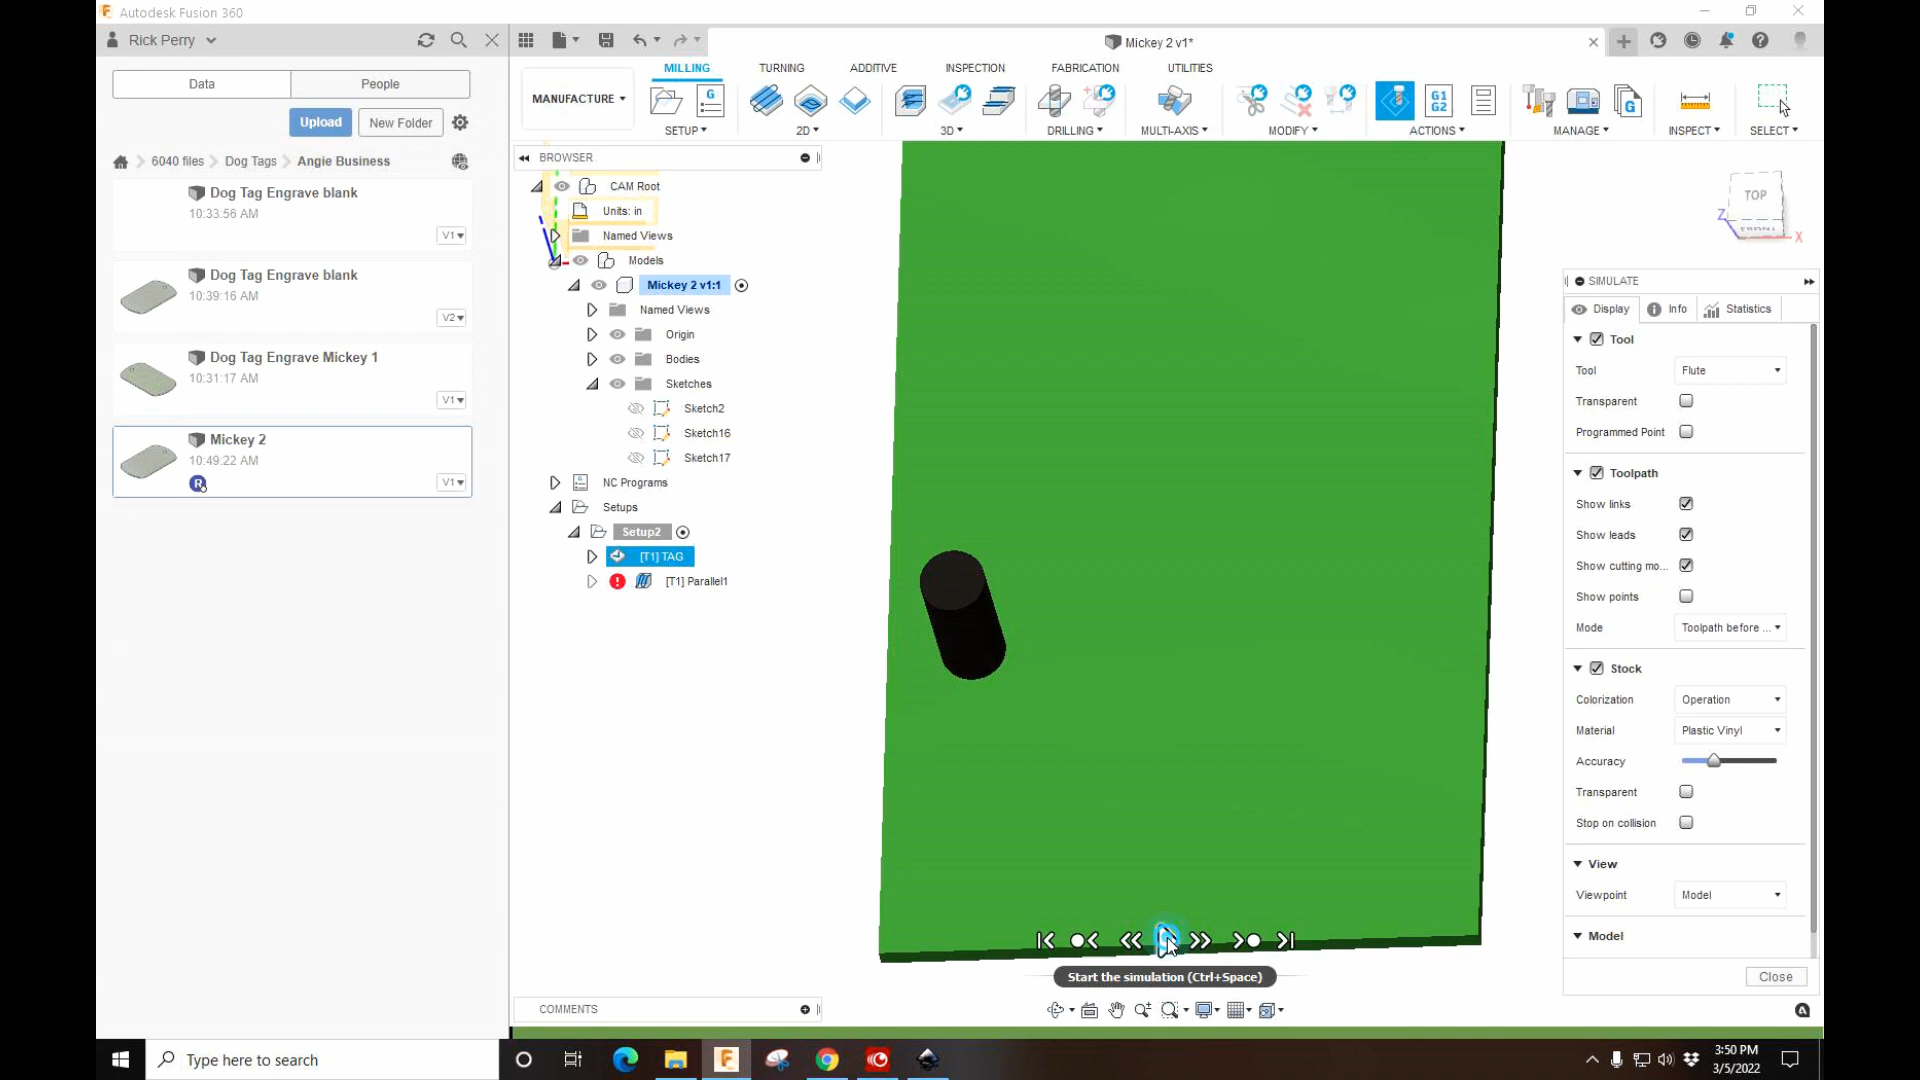 Autodesk Fusion 360
Rick Perry
Mickey 2 v1*
Data
People
Upload
New Folder
6040 files
Dog Tags
Angie Business
Dog Tag Engrave blank
10:33:56 AM
V1
Dog Tag Engrave blank
10:39:16 AM
V2
Dog Tag Engrave Mickey 1
10:31:17 AM
V1
Mickey 2
10:49:22 AM
R
V1
MILLING
TURNING
ADDITIVE
INSPECTION
FABRICATION
UTILITIES
MANUFACTURE
G
G1
G2
G
SETUP
2D
3D
DRILLING
MULTI-AXIS
MODIFY
ACTIONS
MANAGE
INSPECT
SELECT
BROWSER
CAM Root
Units: in
Named Views
Models
Mickey 2 v1:1
Named Views
Origin
Bodies
Sketches
Sketch2
Sketch16
Sketch17
NC Programs
Setups
Setup2
[T1] TAG
[T1] Parallel1
TOP
FRONT
Z
X
SIMULATE
Display
Info
Statistics
Tool
Tool Flute
Transparent
Programmed Point
Toolpath
Show links
Show leads
Show cutting mo...
Show points
Mode Toolpath before ...
Stock
Colorization Operation
Material Plastic Vinyl
Accuracy
Transparent
Stop on collision
View
Viewpoint Model
Model
Close
Start the simulation (Ctrl+Space)
COMMENTS
Type here to search
3:50 PM
3/5/2022